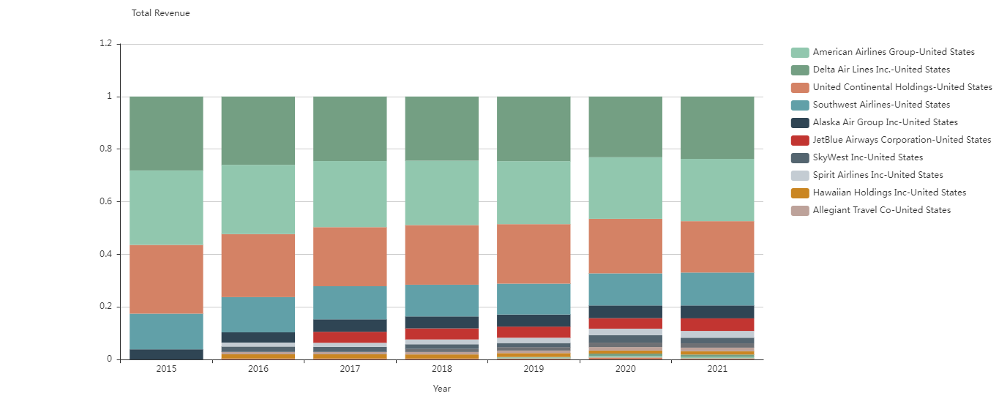 Total Revenue
1.2
1
0.8
0.6
0.4
0.2
0
2015 2016 2017 2018 2019 2020 2021
Year
American Airlines Group-United States
Delta Air Lines Inc.-United States
United Continental Holdings-United States
Southwest Airlines-United States
Alaska Air Group Inc-United States
JetBlue Airways Corporation-United States
SkyWest Inc-United States
Spirit Airlines Inc-United States
Hawaiian Holdings Inc-United States
Allegiant Travel Co-United States